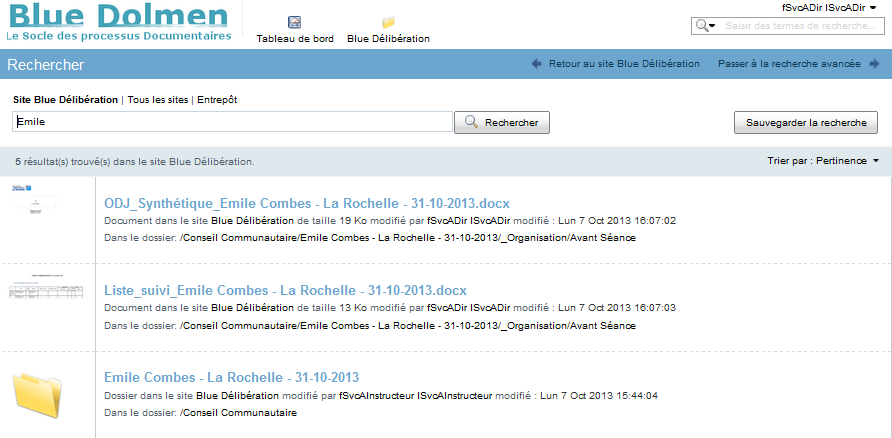 Blue Dolmen
Le Socle des processus Documentaires
Tableau de bord
Blue Délibération
fSvcADir lSvcADir
Saisir des termes de recherche...
Rechercher
Retour au site Blue Délibération
Passer à la recherche avancée
Site Blue Délibération | Tous les sites | Entrepôt
Emile
Rechercher
Sauvegarder la recherche
5 résultat(s) trouvé(s) dans le site Blue Délibération.
Trier par : Pertinence
ODJ_Synthétique_Emile Combes - La Rochelle - 31-10-2013.docx
Document dans le site Blue Délibération de taille 19 Ko modifié par fSvcADir lSvcADir modifié : Lun 7 Oct 2013 16:07:02
Dans le dossier: /Conseil Communautaire/Emile Combes - La Rochelle - 31-10-2013/_Organisation/Avant Séance
Liste_suivi_Emile Combes - La Rochelle - 31-10-2013.docx
Document dans le site Blue Délibération de taille 13 Ko modifié par fSvcADir lSvcADir modifié : Lun 7 Oct 2013 16:07:03
Dans le dossier: /Conseil Communautaire/Emile Combes - La Rochelle - 31-10-2013/_Organisation/Avant Séance
Emile Combes - La Rochelle - 31-10-2013
Dossier dans le site Blue Délibération modifié par fSvcAInstructeur lSvcAInstructeur modifié : Lun 7 Oct 2013 15:44:04
Dans le dossier: /Conseil Communautaire